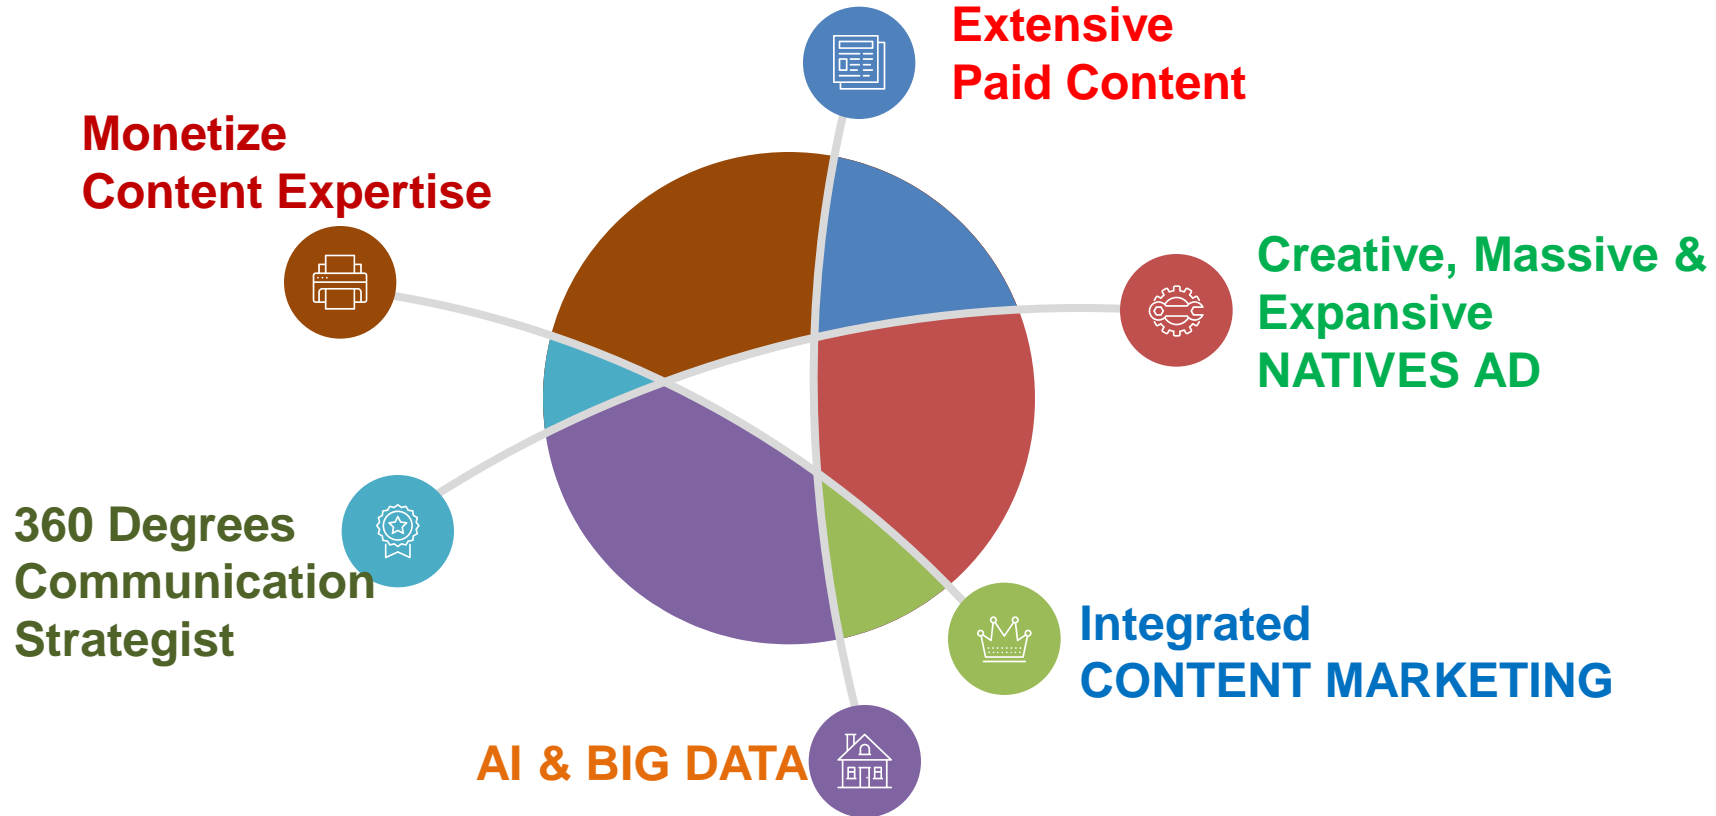 Extensive
Paid Content
Monetize
Content Expertise
Creative, Massive &
Expansive
NATIVES AD
360 Degrees
Communication
Strategist
Integrated
CONTENT MARKETING
AI & BIG DATA